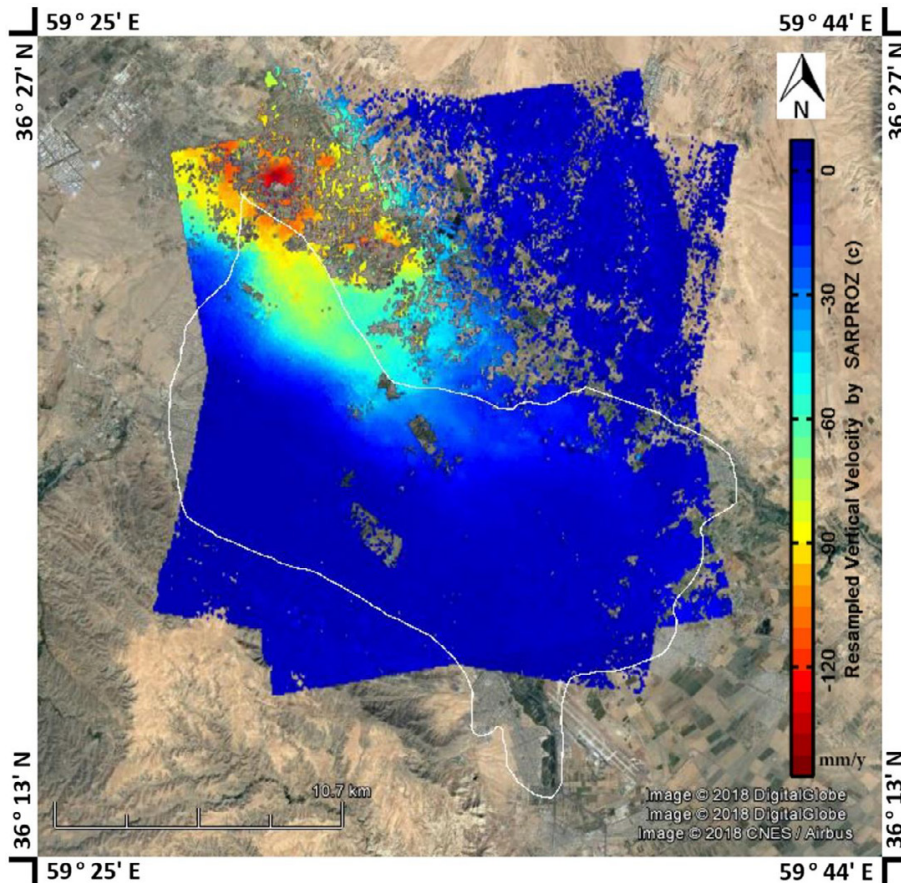 59° 25' E
59° 44' E
36° 27' N
36° 27' N
N
0
-30
-60
-90
-120
mm/y
Resampled Vertical Velocity by SARPROZ (c)
10.7 km
Image © 2018 DigitalGlobe
Image © 2018 DigitalGlobe
Image © 2018 CNES / Airbus
36° 13' N
36° 13' N
59° 25' E
59° 44' E